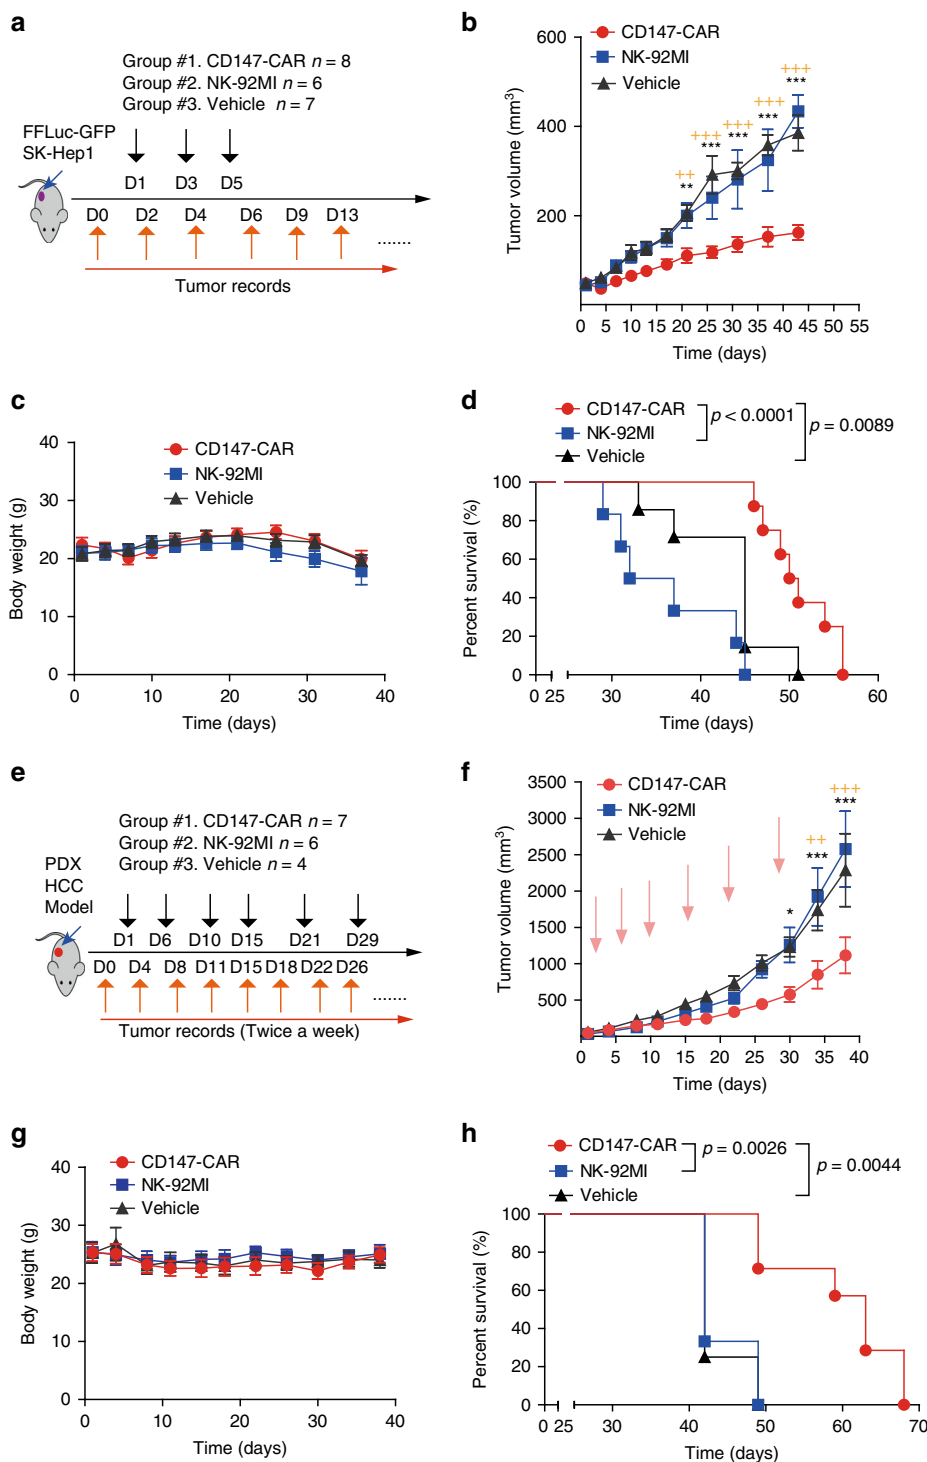 a
Group #1. CD147-CAR n = 8
Group #2. NK-92MI n = 6
Group #3. Vehicle n = 7
FFLuc-GFP
SK-Hep1
D1 D3 D5
D0 D2 D4 D6 D9 D13
.......
Tumor records
b
CD147-CAR
NK-92MI
Vehicle
Tumor volume (mm³)
600
400
200
++ +++ +++ +++ +++
** *** *** *** ***
0 5 10 15 20 25 30 35 40 45 50 55
Time (days)
c
CD147-CAR
NK-92MI
Vehicle
Body weight (g)
40
30
20
10
0
0 10 20 30 40
Time (days)
d
CD147-CAR
NK-92MI
Vehicle
p < 0.0001
p = 0.0089
Percent survival (%)
100
80
60
40
20
0
0 25 30 40 50 60
Time (days)
e
Group #1. CD147-CAR n = 7
Group #2. NK-92MI n = 6
Group #3. Vehicle n = 4
PDX
HCC
Model
D1 D6 D10 D15 D21 D29
D0 D4 D8 D11 D15 D18 D22 D26
.......
Tumor records (Twice a week)
f
CD147-CAR
NK-92MI
Vehicle
Tumor volume (mm³)
3500
3000
2500
2000
1500
1000
500
++ +++
* *** ***
0 5 10 15 20 25 30 35 40
Time (days)
g
CD147-CAR
NK-92MI
Vehicle
Body weight (g)
40
30
20
10
0
0 10 20 30 40
Time (days)
h
CD147-CAR
NK-92MI
Vehicle
p = 0.0026
p = 0.0044
Percent survival (%)
100
80
60
40
20
0
0 25 30 40 50 60 70
Time (days)